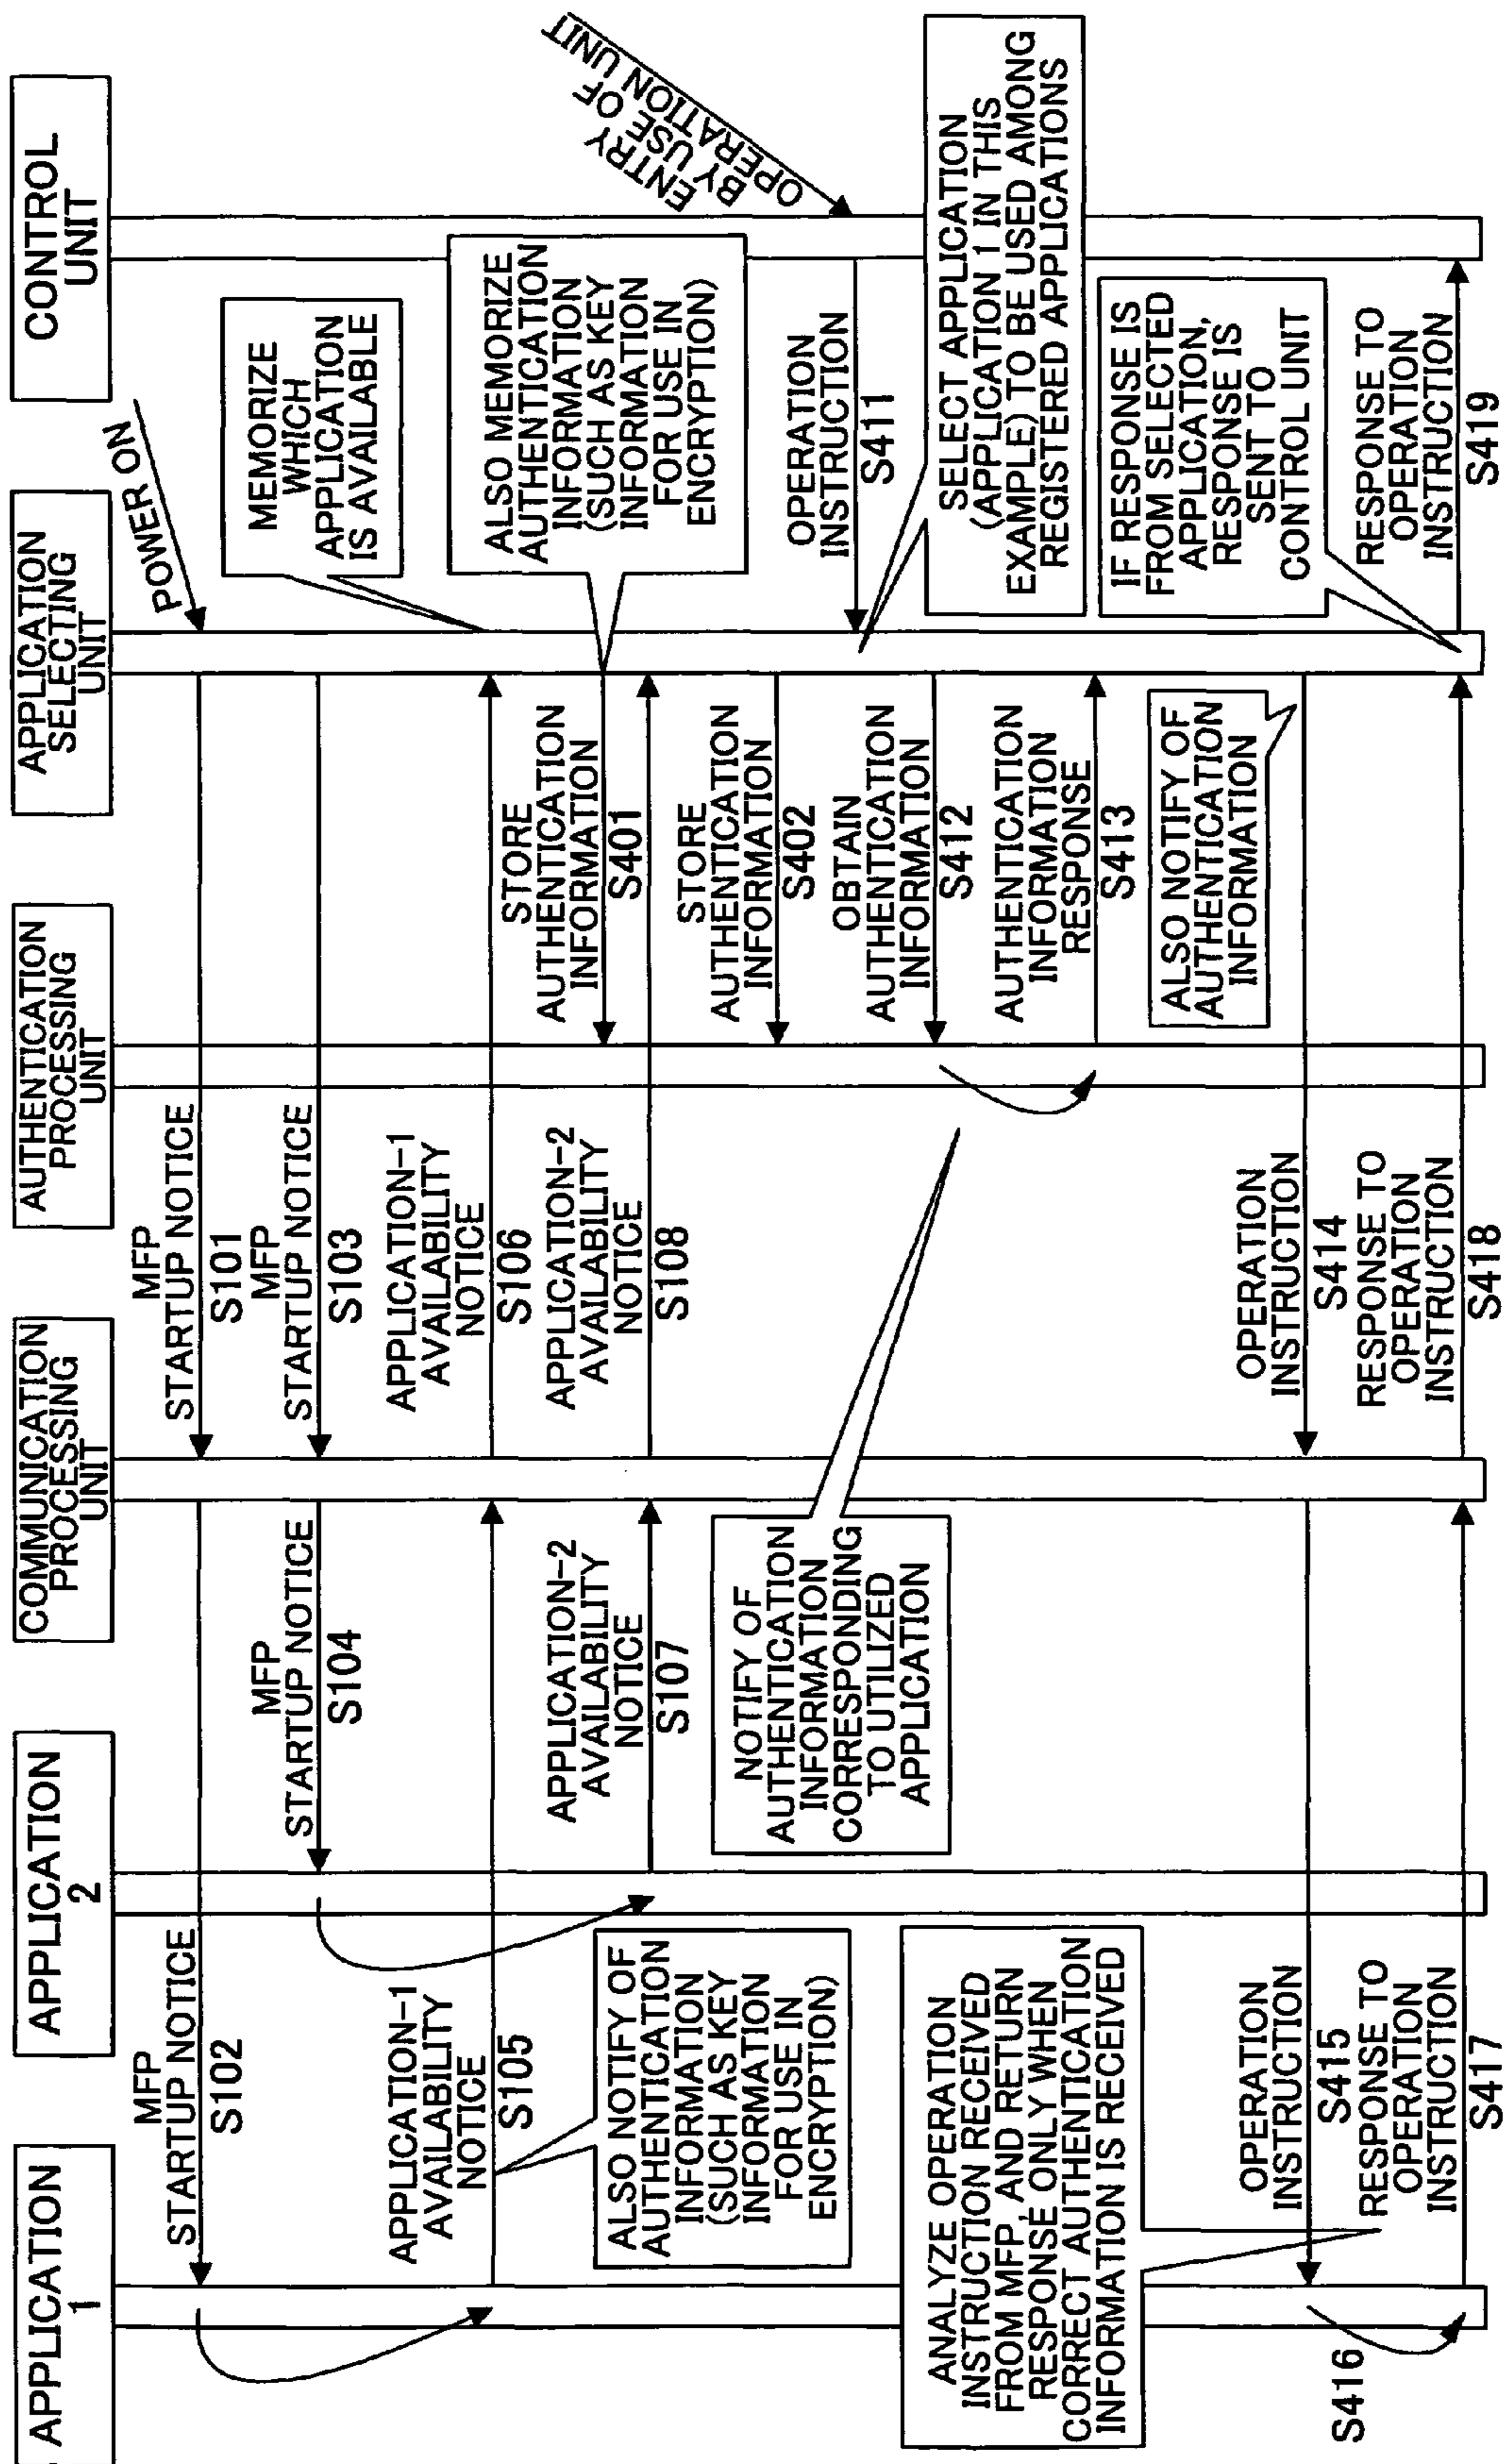 APPLICATION
1
APPLICATION
2
COMMUNICATION
PROCESSING
UNIT
AUTHENTICATION
PROCESSING
UNIT
APPLICATION
SELECTING
UNIT
CONTROL
UNIT
POWER ON
MFP
STARTUP NOTICE
S102
MFP
STARTUP NOTICE
S101
MFP
STARTUP NOTICE
S104
MFP
STARTUP NOTICE
S103
MEMORIZE
WHICH
APPLICATION
IS AVAILABLE
APPLICATION-1
AVAILABILITY
NOTICE
S105
APPLICATION-1
AVAILABILITY
NOTICE
S106
ALSO NOTIFY OF
AUTHENTICATION
INFORMATION
(SUCH AS KEY
INFORMATION
FOR USE IN
ENCRYPTION)
ALSO MEMORIZE
AUTHENTICATION
INFORMATION
(SUCH AS KEY
INFORMATION
FOR USE IN
ENCRYPTION)
STORE
AUTHENTICATION
INFORMATION
S401
APPLICATION-2
AVAILABILITY
NOTICE
S107
APPLICATION-2
AVAILABILITY
NOTICE
S108
STORE
AUTHENTICATION
INFORMATION
S402
ENTRY
BY USE OF
OPERATION UNIT
OPERATION
INSTRUCTION
S411
SELECT APPLICATION
(APPLICATION 1 IN THIS
EXAMPLE) TO BE USED AMONG
REGISTERED APPLICATIONS
OBTAIN
AUTHENTICATION
INFORMATION
S412
NOTIFY OF
AUTHENTICATION
INFORMATION
CORRESPONDING
TO UTILIZED
APPLICATION
AUTHENTICATION
INFORMATION
RESPONSE
S413
ALSO NOTIFY OF
AUTHENTICATION
INFORMATION
OPERATION
INSTRUCTION
S414
OPERATION
INSTRUCTION
S415
ANALYZE OPERATION
INSTRUCTION RECEIVED
FROM MFP, AND RETURN
RESPONSE ONLY WHEN
CORRECT AUTHENTICATION
INFORMATION IS RECEIVED
S416
RESPONSE TO
OPERATION
INSTRUCTION
S417
RESPONSE TO
OPERATION
INSTRUCTION
S418
IF RESPONSE IS
FROM SELECTED
APPLICATION,
RESPONSE IS
SENT TO
CONTROL UNIT
RESPONSE TO
OPERATION
INSTRUCTION
S419